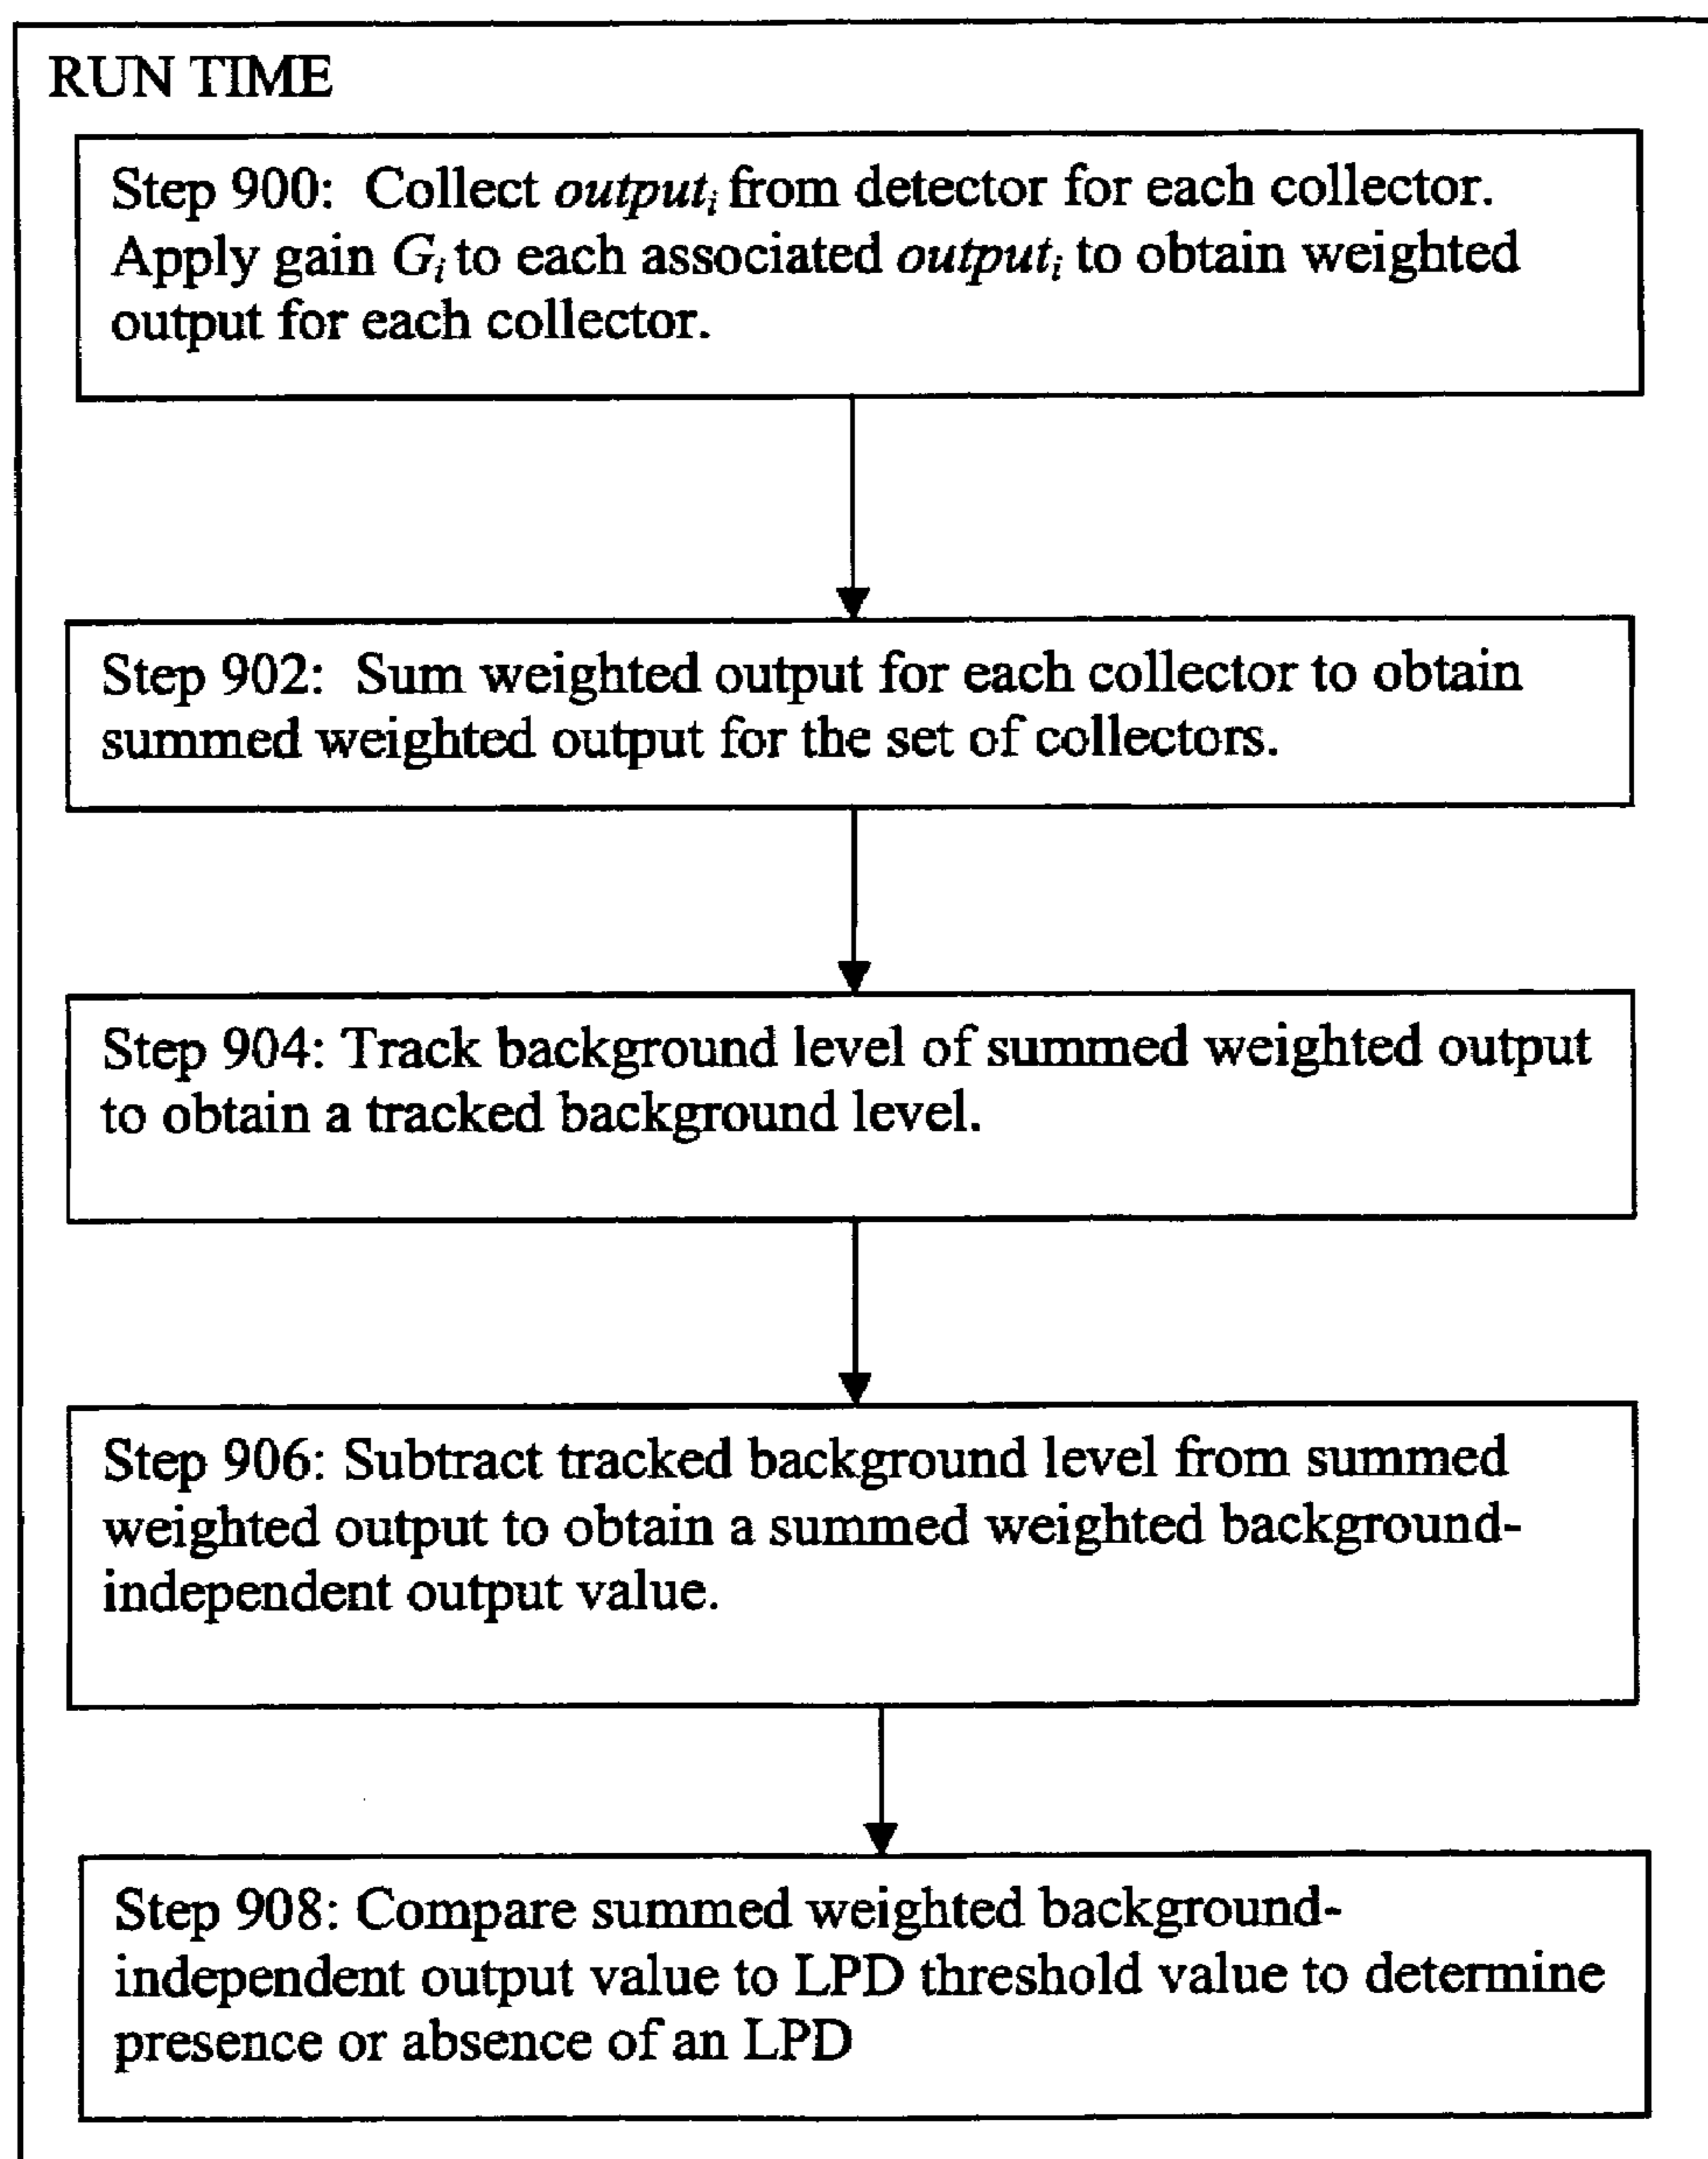 RUN TIME
Step 900: Collect output_i from detector for each collector.
Apply gain G_i to each associated output_i to obtain weighted
output for each collector.
Step 902: Sum weighted output for each collector to obtain
summed weighted output for the set of collectors.
Step 904: Track background level of summed weighted output
to obtain a tracked background level.
Step 906: Subtract tracked background level from summed
weighted output to obtain a summed weighted background-
independent output value.
Step 908: Compare summed weighted background-
independent output value to LPD threshold value to determine
presence or absence of an LPD